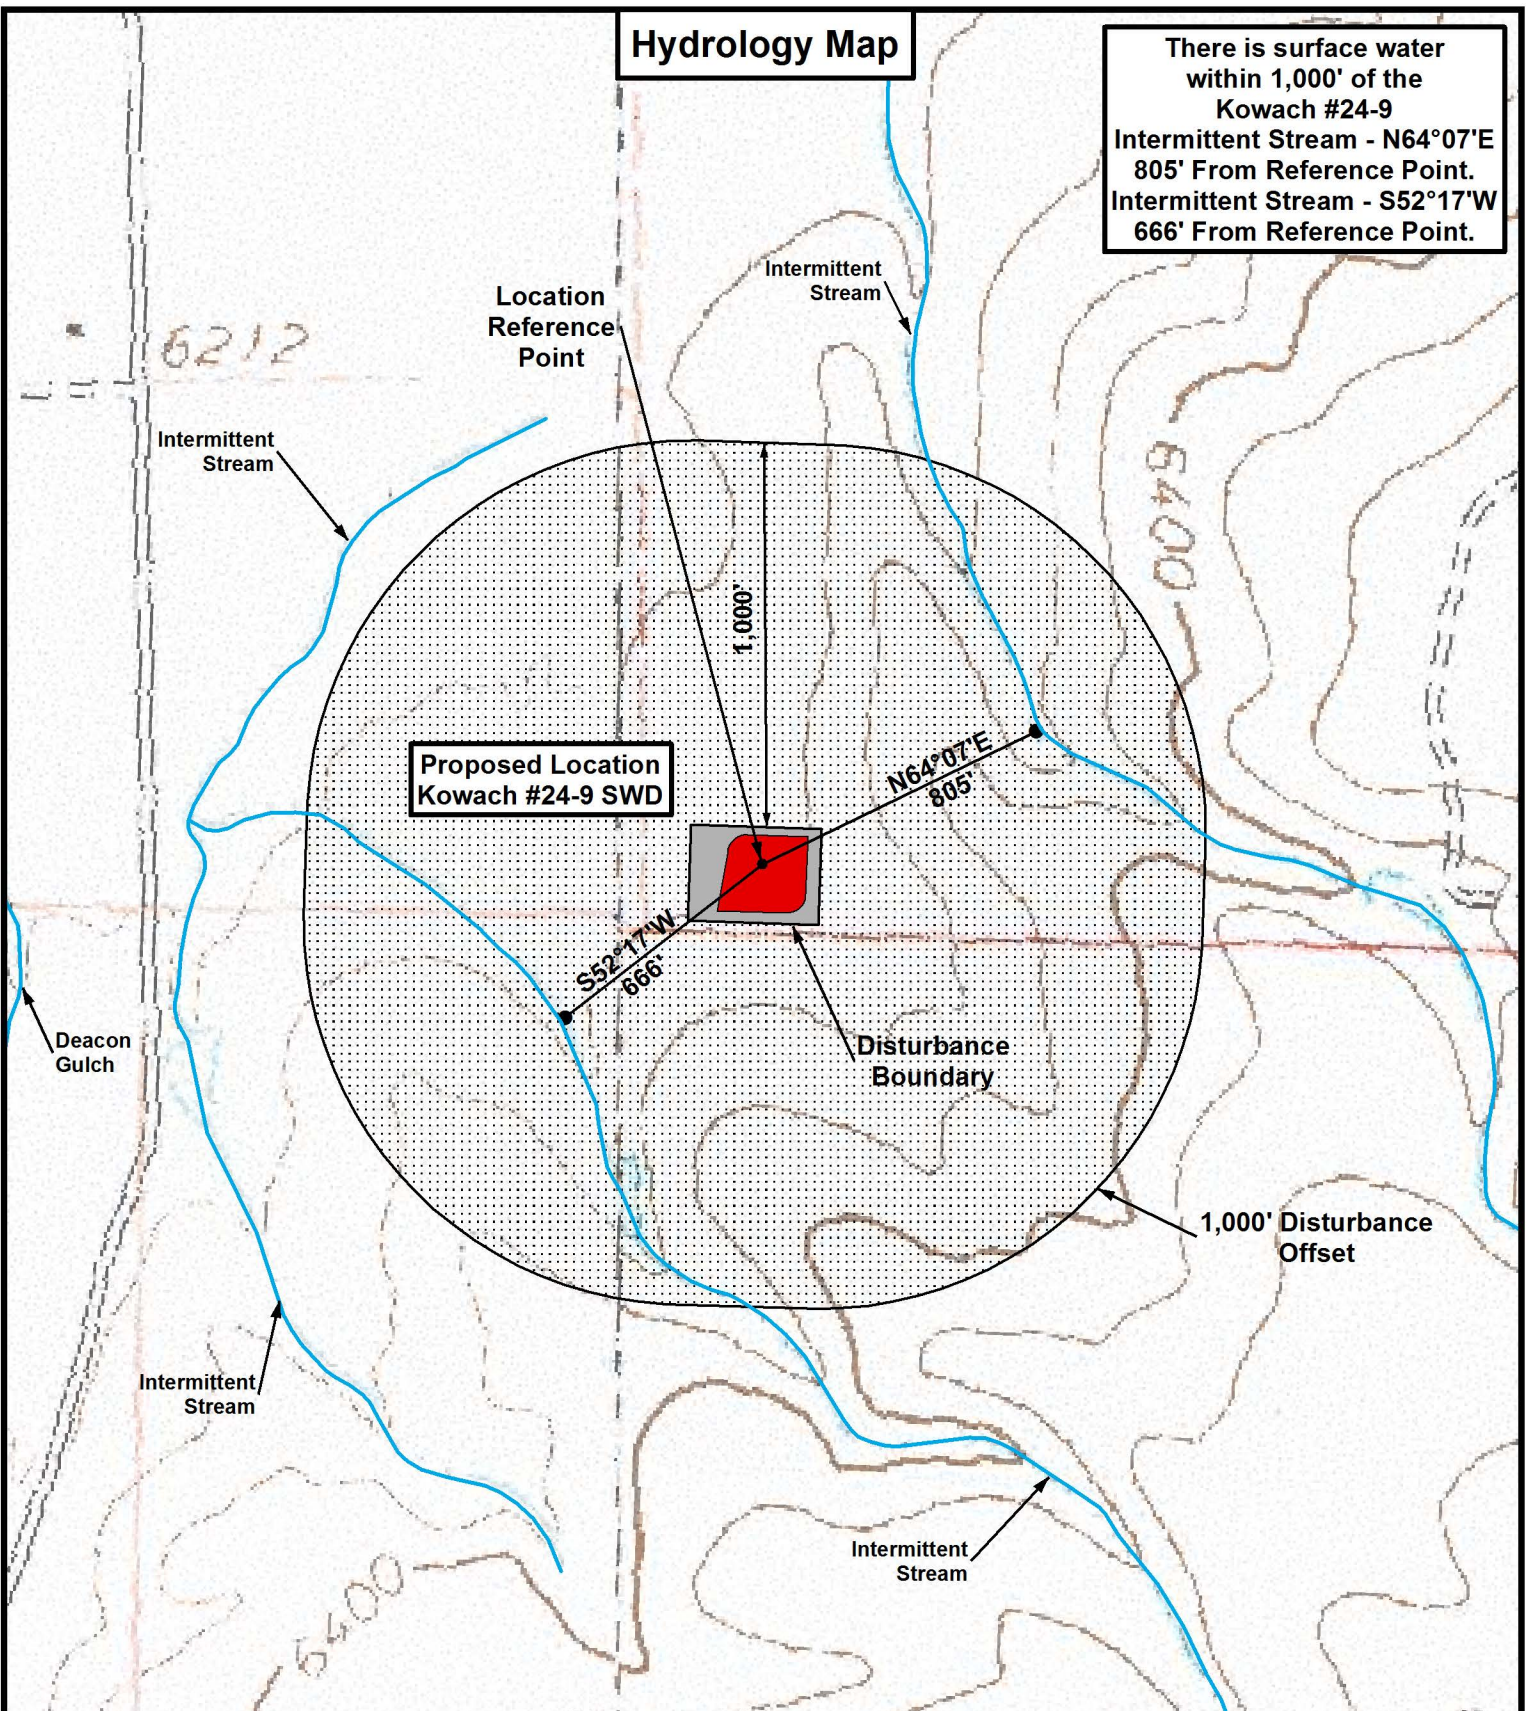 Hydrology Map
There is surface water
within 1,000' of the
Kowach #24-9
Intermittent Stream - N64°07'E
805' From Reference Point.
Intermittent Stream - S52°17'W
666' From Reference Point.
Intermittent
Stream
Location
Reference
Point
6212
Intermittent
Stream
6400
1,000'
Proposed Location
Kowach #24-9 SWD
N64°07'E
805'
S52°17'W
666'
Deacon
Gulch
Disturbance
Boundary
1,000' Disturbance
Offset
Intermittent
Stream
Intermittent
Stream
6400